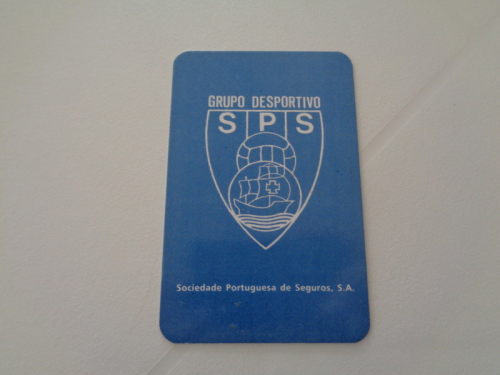 GRUPO DESPORTIVO
SPS
Sociedade Portuguesa de Seguros, S.A.